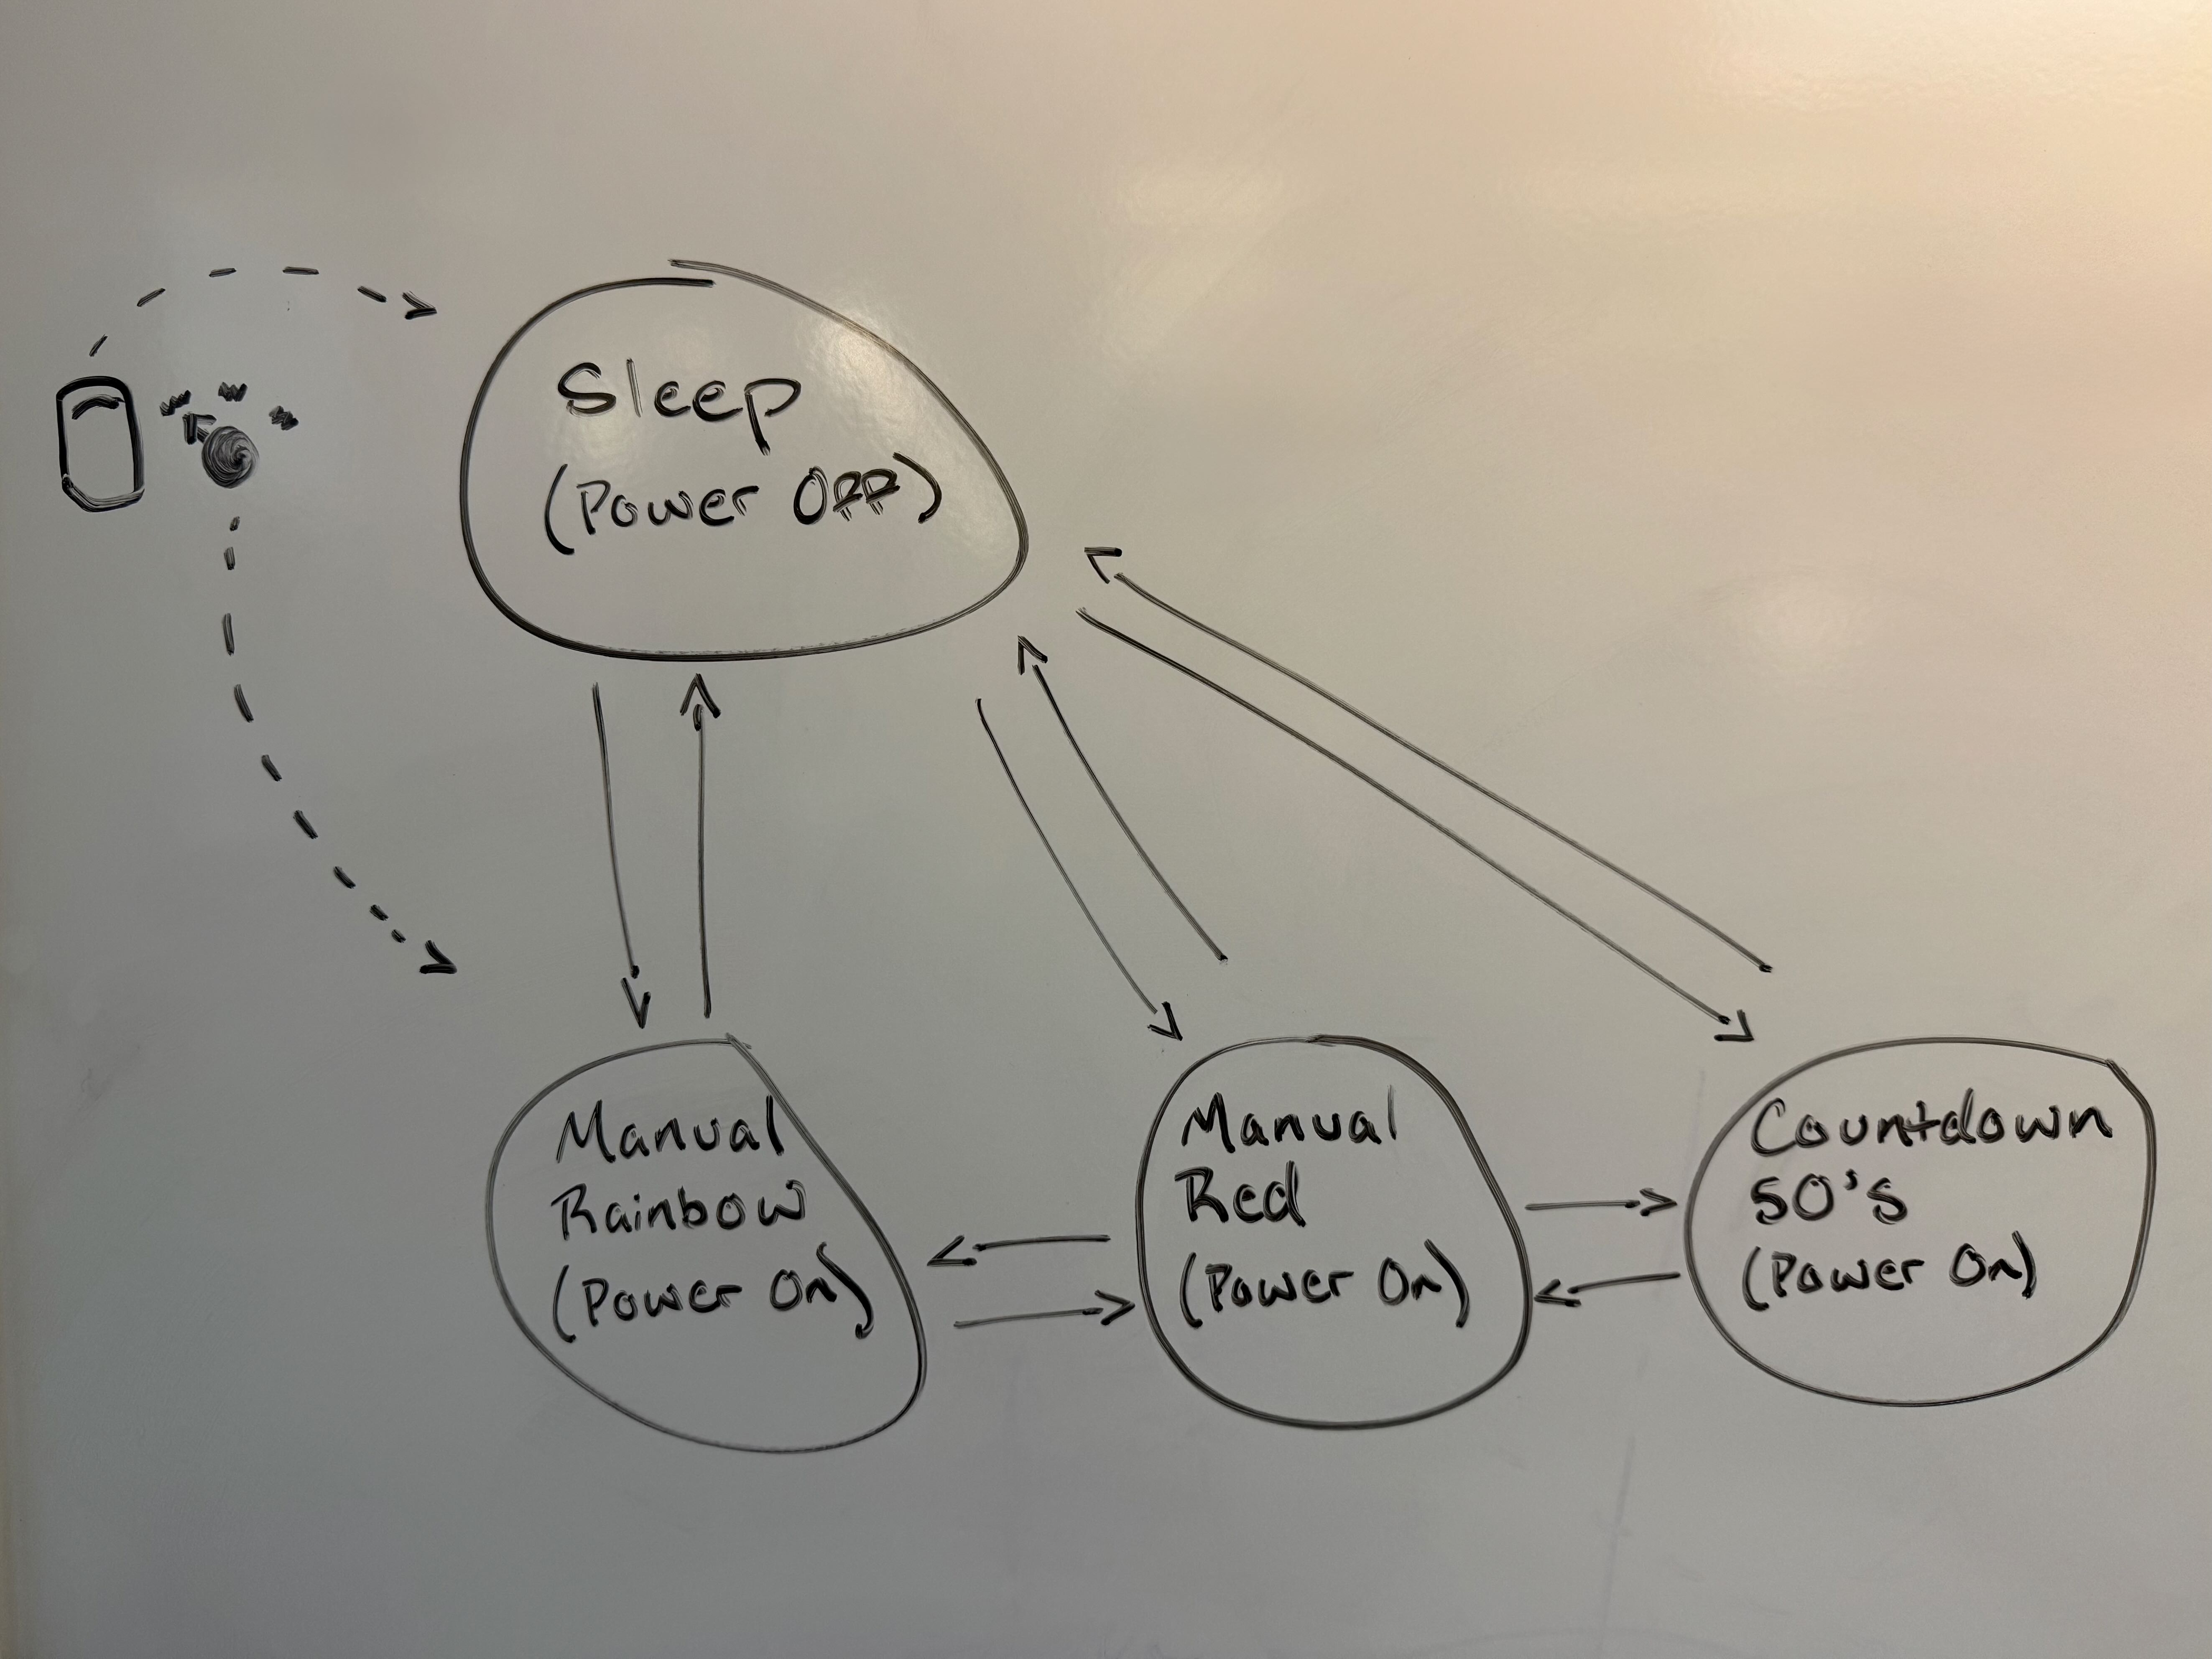 Sleep
(Power Off)
Manual
Rainbow
(Power On)
Manual
Red
(Power On)
Countdown
50's
(Power On)